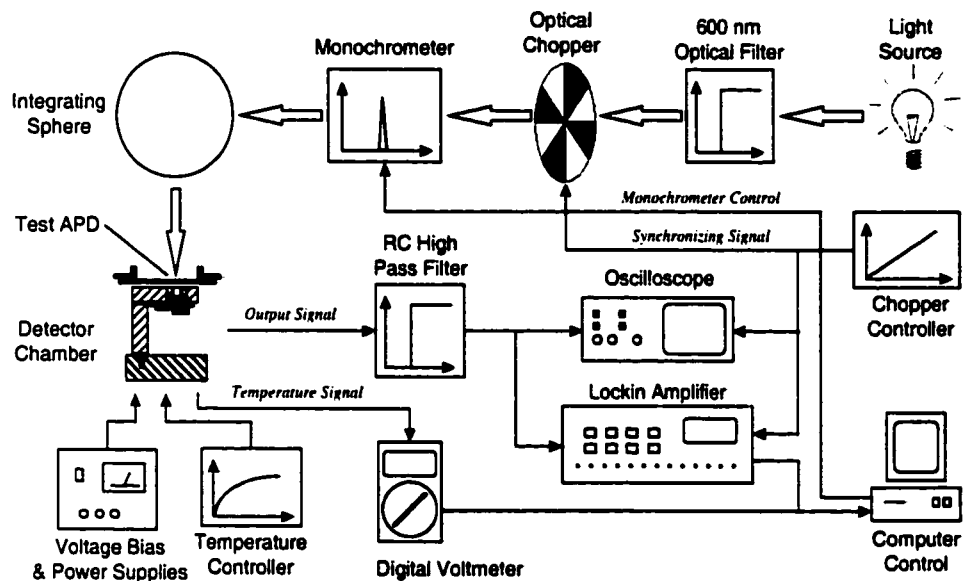 600 nm
Optical Filter
Light
Source
Optical
Chopper
Monochrometer
Integrating
Sphere
Monochrometer Control
Test APD
Synchronizing Signal
RC High
Pass Filter
Oscilloscope
Chopper
Controller
Output Signal
Detector
Chamber
Temperature Signal
Lockin Amplifier
Voltage Bias
& Power Supplies
Temperature
Controller
Digital Voltmeter
Computer
Control